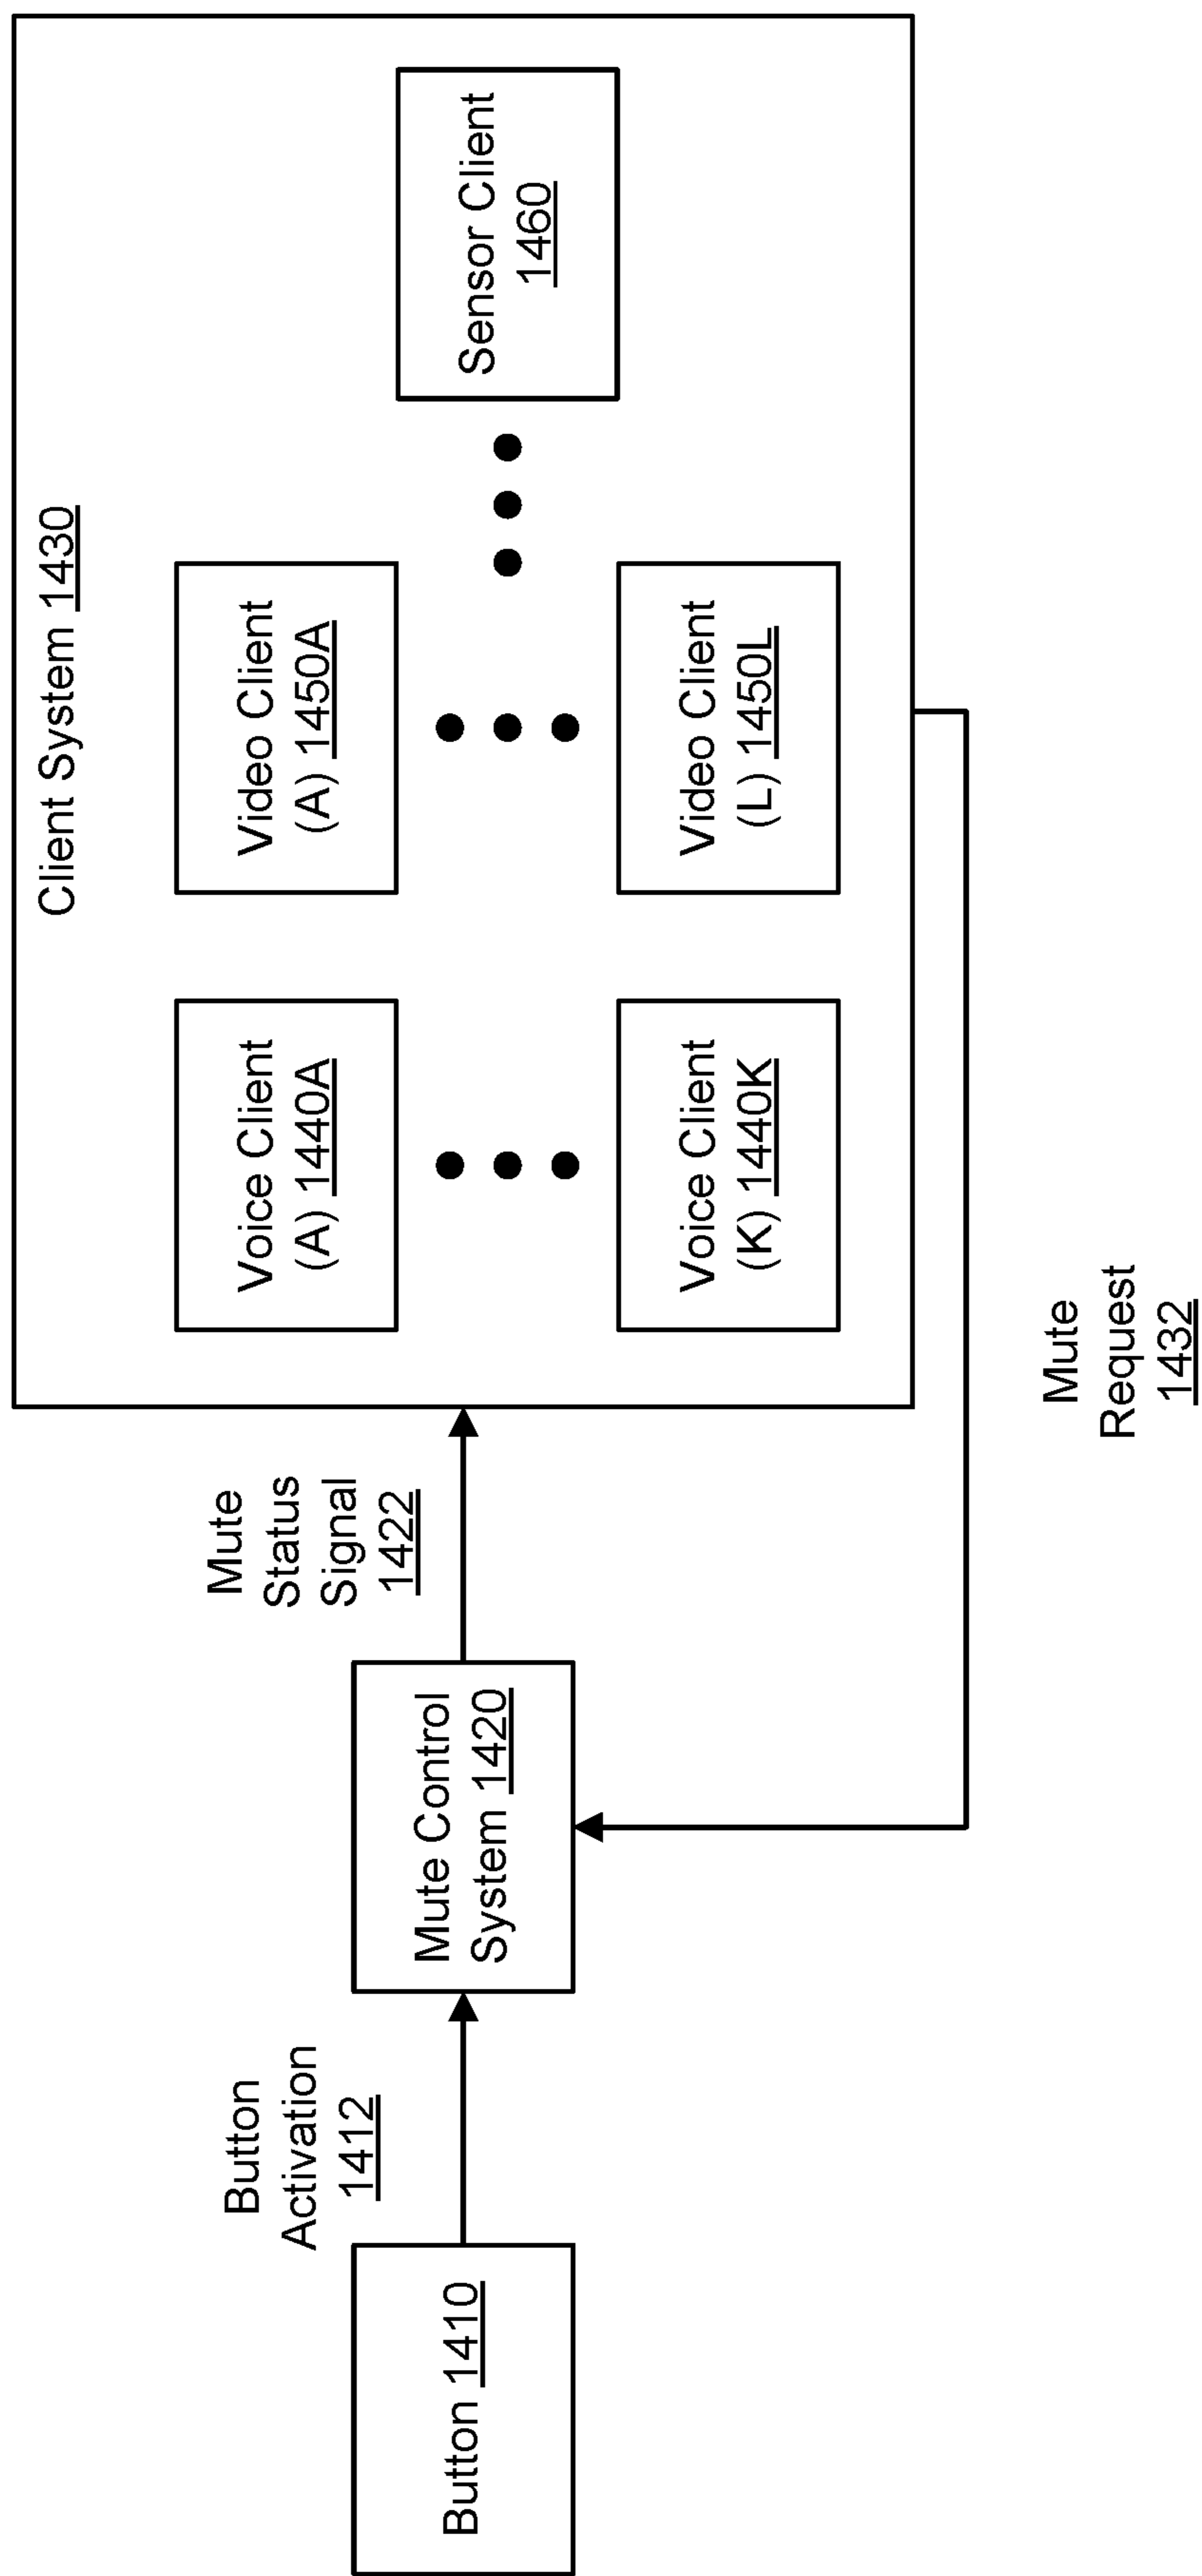 Client System 1430
Button
Activation
1412
Mute
Status
Signal
1422
Button 1410
Mute Control
System 1420
Voice Client
(A) 1440A
Video Client
(A) 1450A
Sensor Client
1460
Voice Client
(K) 1440K
Video Client
(L) 1450L
Mute
Request
1432